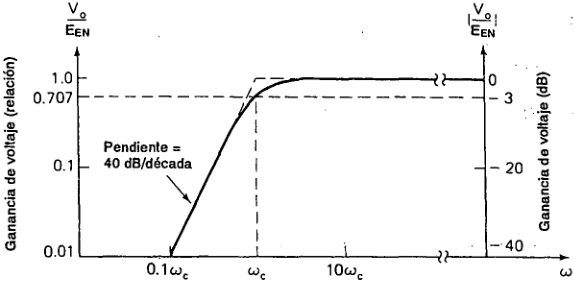 V_o
E_EN
|V_o
E_EN|
Ganancia de voltaje (relación)
1.0
0.707
0.1
0.01
Pendiente =
40 dB/década
0
− 3
− 20
− 40
Ganancia de voltaje (dB)
0.1ω_c
ω_c
10ω_c
ω